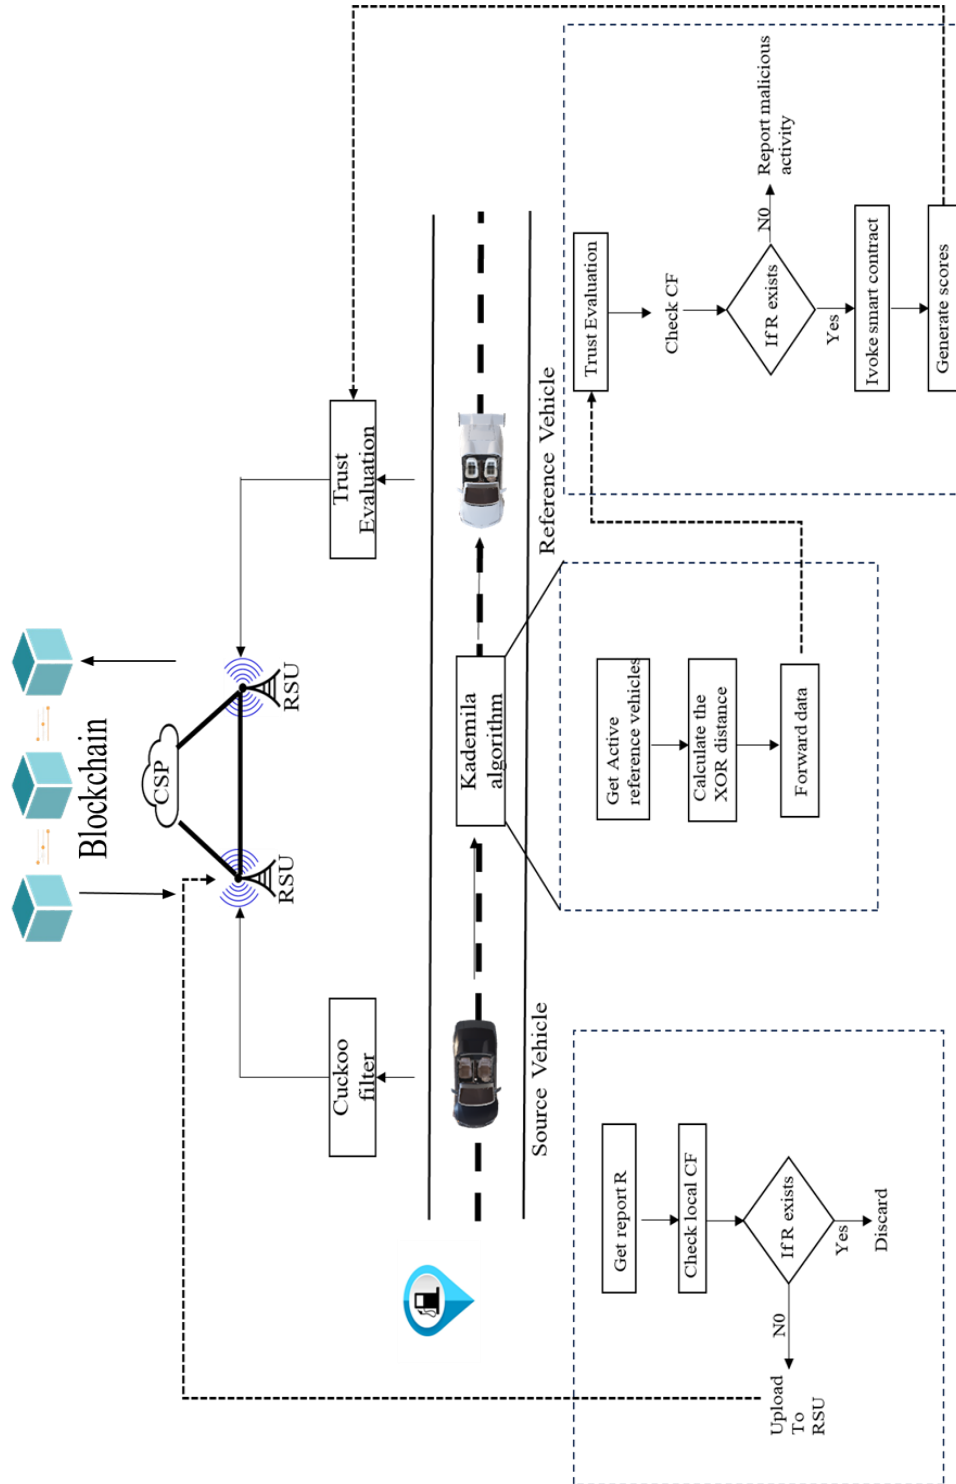 Blockchain
CSP
RSU
RSU
Cuckoo
filter
Trust
Evaluation
Kademila
algorithm
Source Vehicle
Reference Vehicle
Get report R
Check local CF
If R exists
N0
Yes
Upload
To
RSU
Discard
Get Active
reference vehicles
Calculate the
XOR distance
Forward data
Trust Evaluation
Check CF
If R exists
N0
Report malicious
activity
Yes
Ivoke smart contract
Generate scores